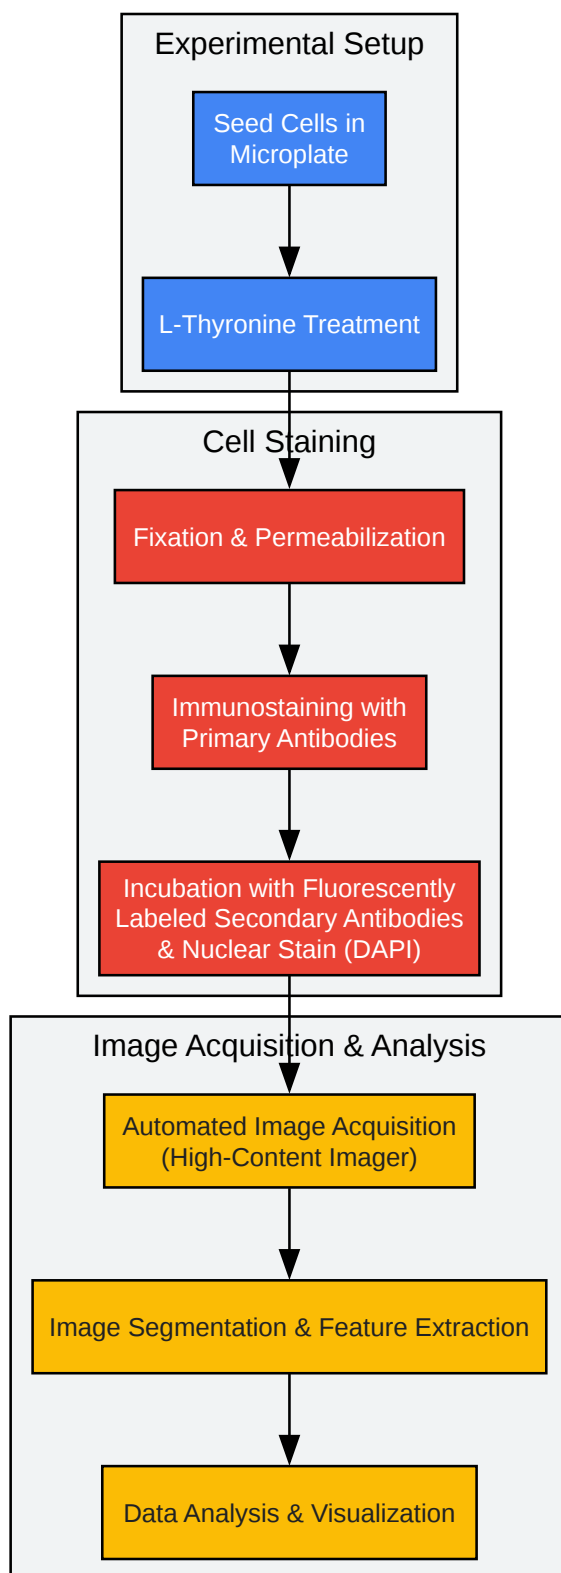 Experimental Setup
Seed Cells in
Microplate
L-Thyronine Treatment
Cell Staining
Fixation & Permeabilization
Immunostaining with
Primary Antibodies
Incubation with Fluorescently
Labeled Secondary Antibodies
& Nuclear Stain (DAPI)
Image Acquisition & Analysis
Automated Image Acquisition
(High-Content Imager)
Image Segmentation & Feature Extraction
Data Analysis & Visualization